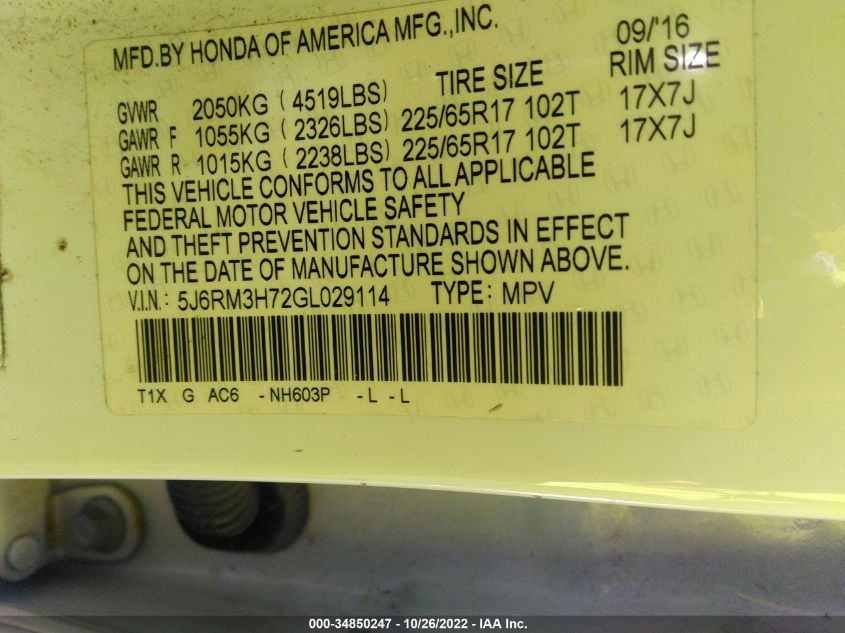 MFD.BY HONDA OF AMERICA MFG.,INC. 09/'16
TIRE SIZE RIM SIZE
GVWR 2050KG ( 4519LBS)
GAWR F 1055KG ( 2326LBS) 225/65R17 102T 17X7J
GAWR R 1015KG ( 2238LBS) 225/65R17 102T 17X7J
THIS VEHICLE CONFORMS TO ALL APPLICABLE
FEDERAL MOTOR VEHICLE SAFETY
AND THEFT PREVENTION STANDARDS IN EFFECT
ON THE DATE OF MANUFACTURE SHOWN ABOVE.
V.I.N.: 5J6RM3H72GL029114 TYPE: MPV
T1X G AC6 -NH603P -L -L
000-34850247 - 10/26/2022 - IAA Inc.